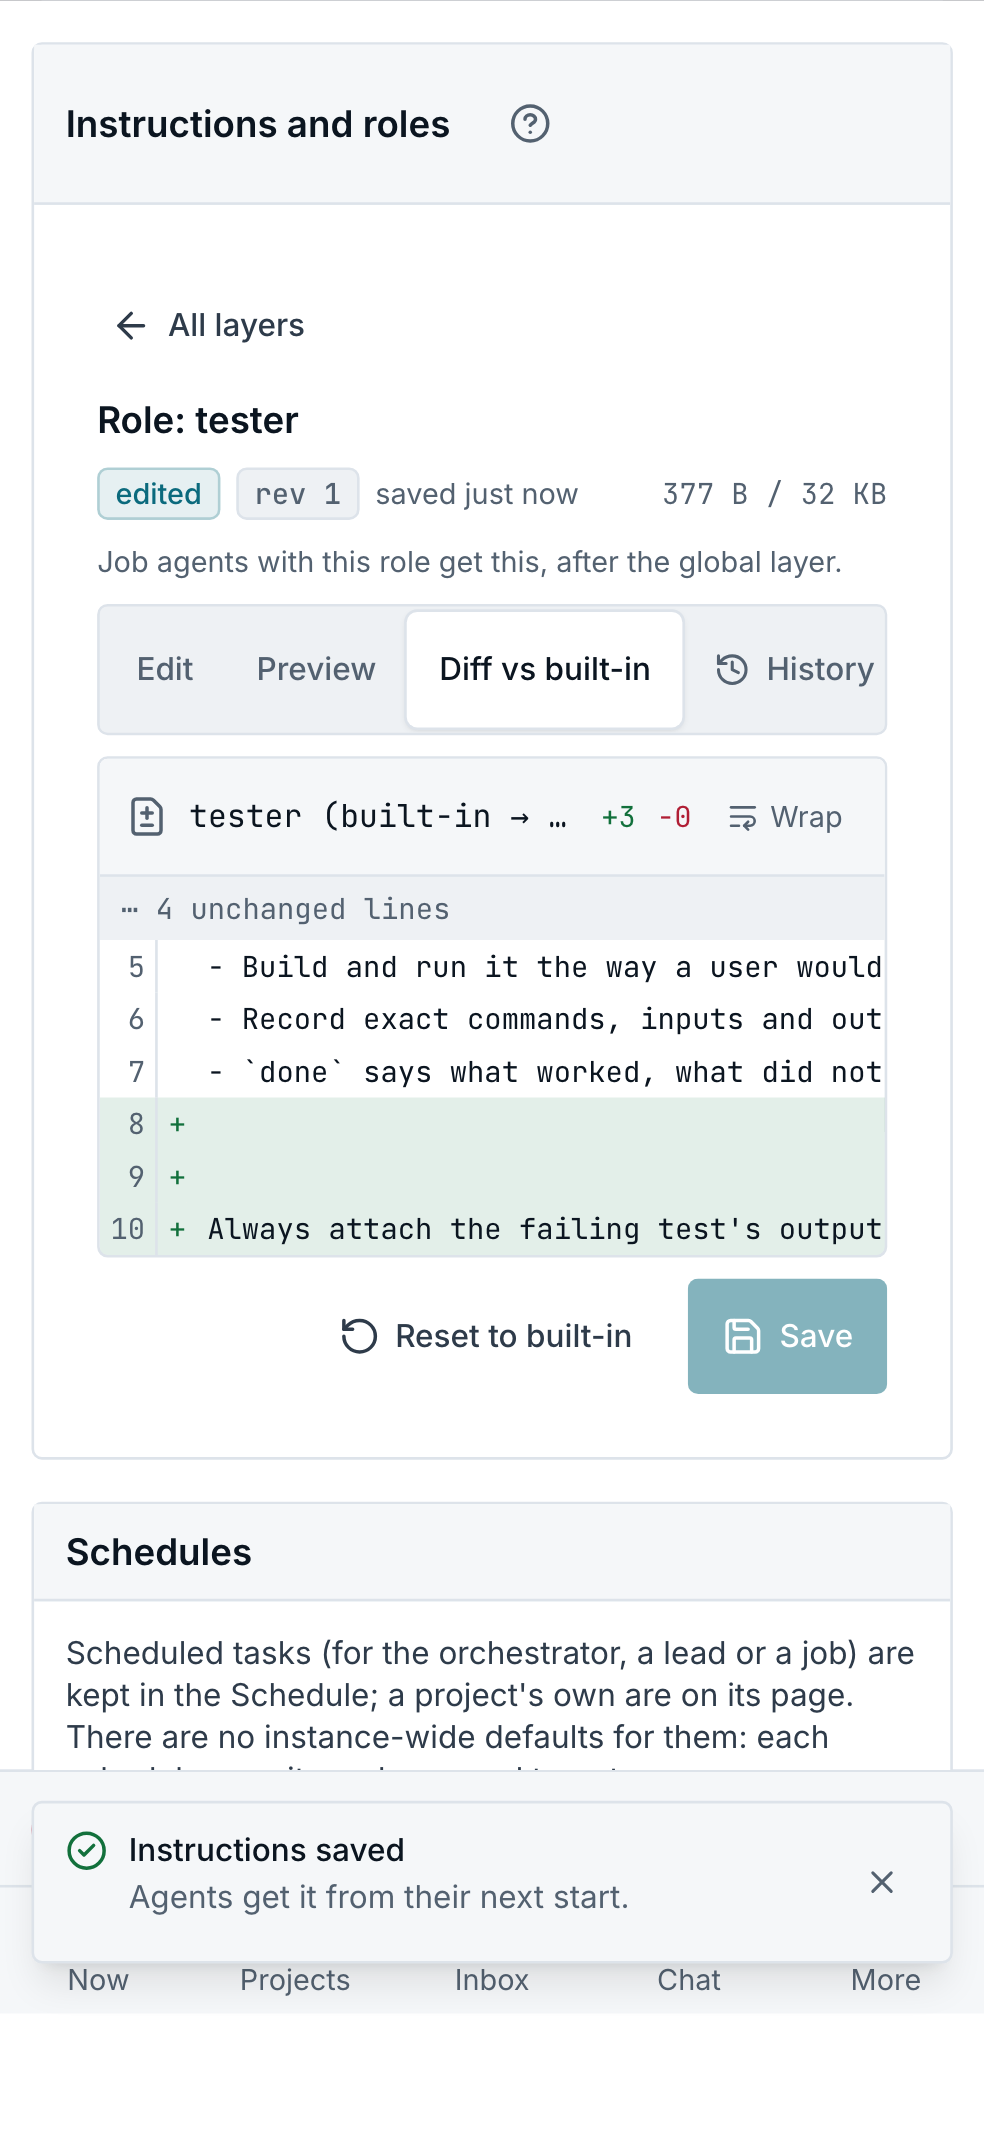 Instructions and roles
All layers
Role: tester
edited rev 1 saved just now 377 B / 32 KB
Job agents with this role get this, after the global layer.
Edit Preview Diff vs built-in History
tester (built-in → … +3 -0 Wrap
⋯ 4 unchanged lines
5 - Build and run it the way a user would
6 - Record exact commands, inputs and out
7 - `done` says what worked, what did not
8 +
9 +
10 + Always attach the failing test's output
Reset to built-in Save
Schedules
Scheduled tasks (for the orchestrator, a lead or a job) are
kept in the Schedule; a project's own are on its page.
There are no instance-wide defaults for them: each
Instructions saved
Agents get it from their next start.
Now Projects Inbox Chat More